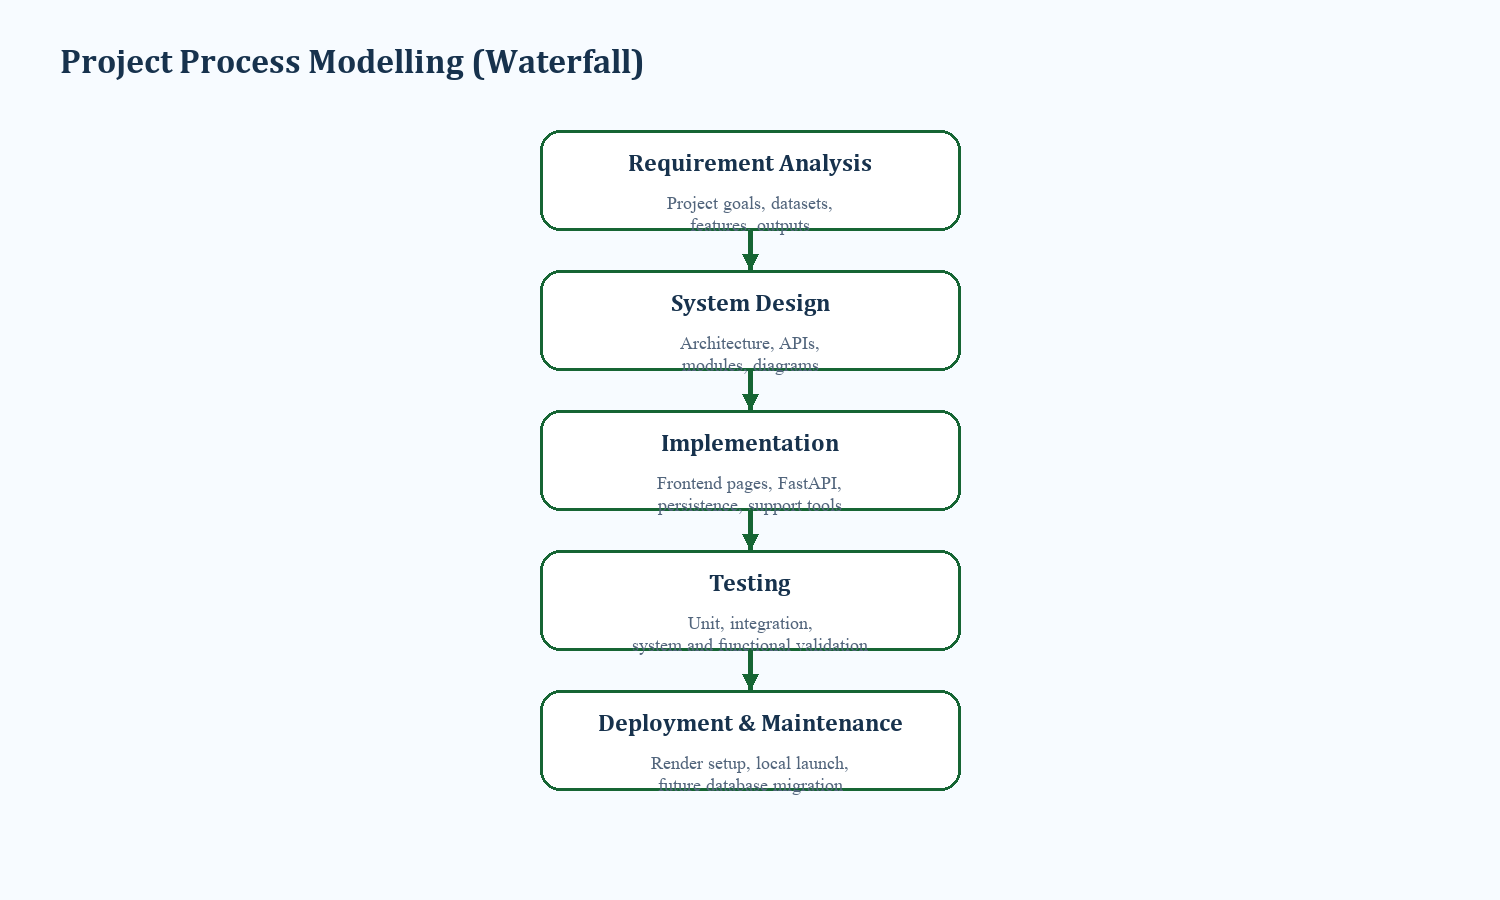 Project Process Modelling (Waterfall)
Requirement Analysis
Project goals, datasets,
features, outputs
System Design
Architecture, APIs,
modules, diagrams
Implementation
Frontend pages, FastAPI,
persistence, support tools
Testing
Unit, integration,
system and functional validation
Deployment & Maintenance
Render setup, local launch,
future database migration